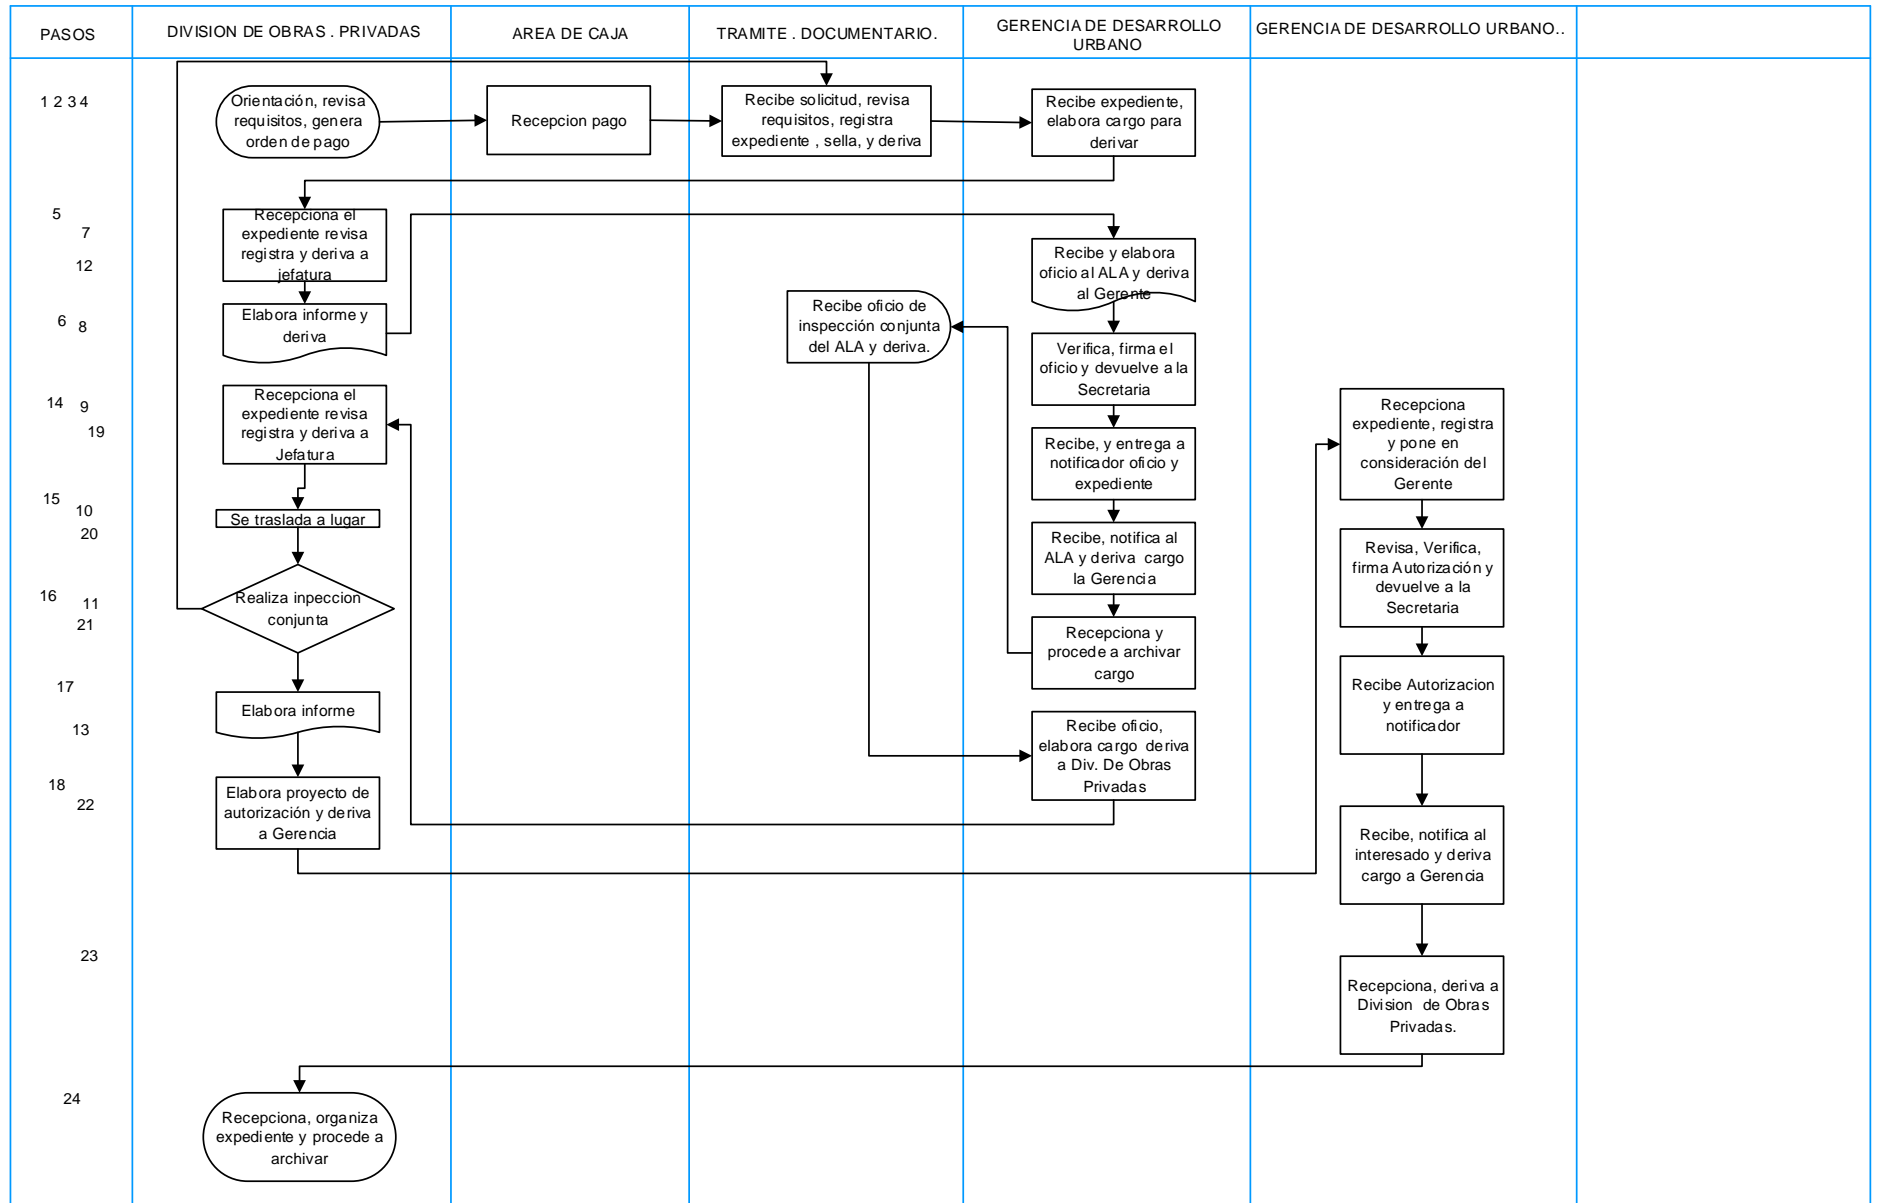 PASOS
DIVISION DE OBRAS . PRIVADAS
AREA DE CAJA
TRAMITE . DOCUMENTARIO.
GERENCIA DE DESARROLLO
URBANO
GERENCIA DE DESARROLLO URBANO..
1 2 3 4
Orientación, revisa
requisitos, genera
orden de pago
Recepcion pago
Recibe solicitud, revisa
requisitos, registra
expediente , sella, y deriva
Recibe expediente,
elabora cargo para
derivar
5
7
12
Recepciona el
expediente revisa
registra y deriva a
jefatura
Recibe y elabora
oficio al ALA y deriva
al Gerente
6
8
Elabora informe y
deriva
Recibe oficio de
inspección conjunta
del ALA y deriva.
Verifica, firma el
oficio y devuelve a la
Secretaria
14
9
19
Recepciona el
expediente revisa
registra y deriva a
Jefatura
Recibe, y entrega a
notificador oficio y
expediente
Recepciona
expediente, registra
y pone en
consideración del
Gerente
15
10
20
Se traslada a lugar
Recibe, notifica al
ALA y deriva cargo
la Gerencia
Revisa, Verifica,
firma Autorización y
devuelve a la
Secretaria
16
11
21
Realiza inpeccion
conjunta
Recepciona y
procede a archivar
cargo
Recibe Autorizacion
y entrega a
notificador
17
13
Elabora informe
Recibe oficio,
elabora cargo deriva
a Div. De Obras
Privadas
18
22
Elabora proyecto de
autorización y deriva
a Gerencia
Recibe, notifica al
interesado y deriva
cargo a Gerencia
23
Recepciona, deriva a
Division de Obras
Privadas.
24
Recepciona, organiza
expediente y procede a
archivar